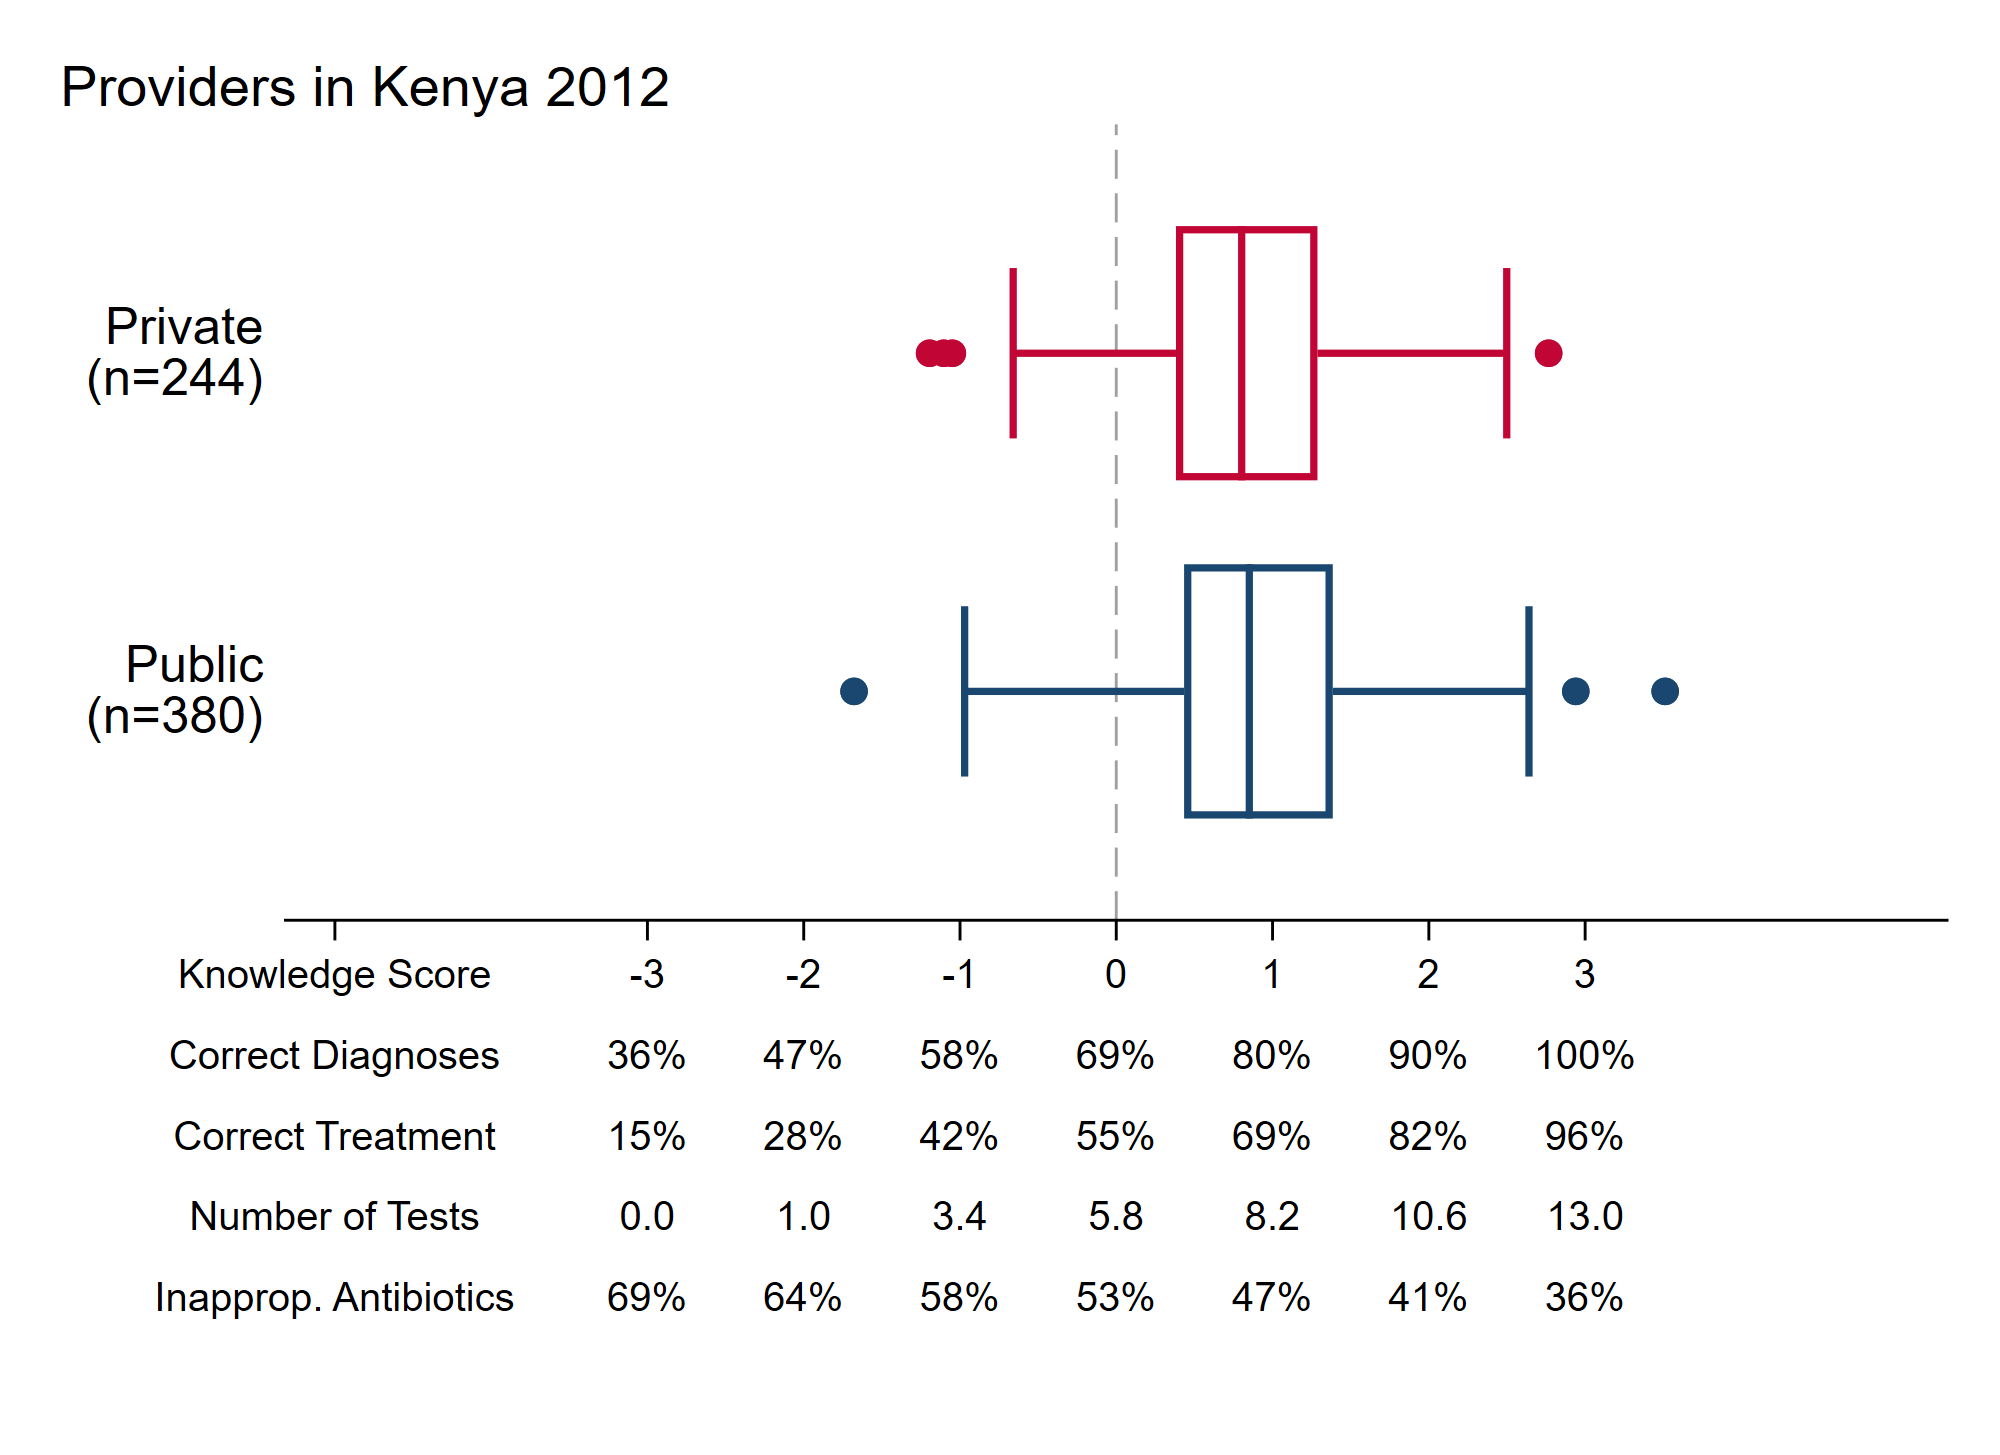 Providers in Kenya 2012
Private
(n=244)
Public
(n=380)
Knowledge Score -3 -2 -1 0 1 2 3
Correct Diagnoses 36% 47% 58% 69% 80% 90% 100%
Correct Treatment 15% 28% 42% 55% 69% 82% 96%
Number of Tests 0.0 1.0 3.4 5.8 8.2 10.6 13.0
Inapprop. Antibiotics 69% 64% 58% 53% 47% 41% 36%